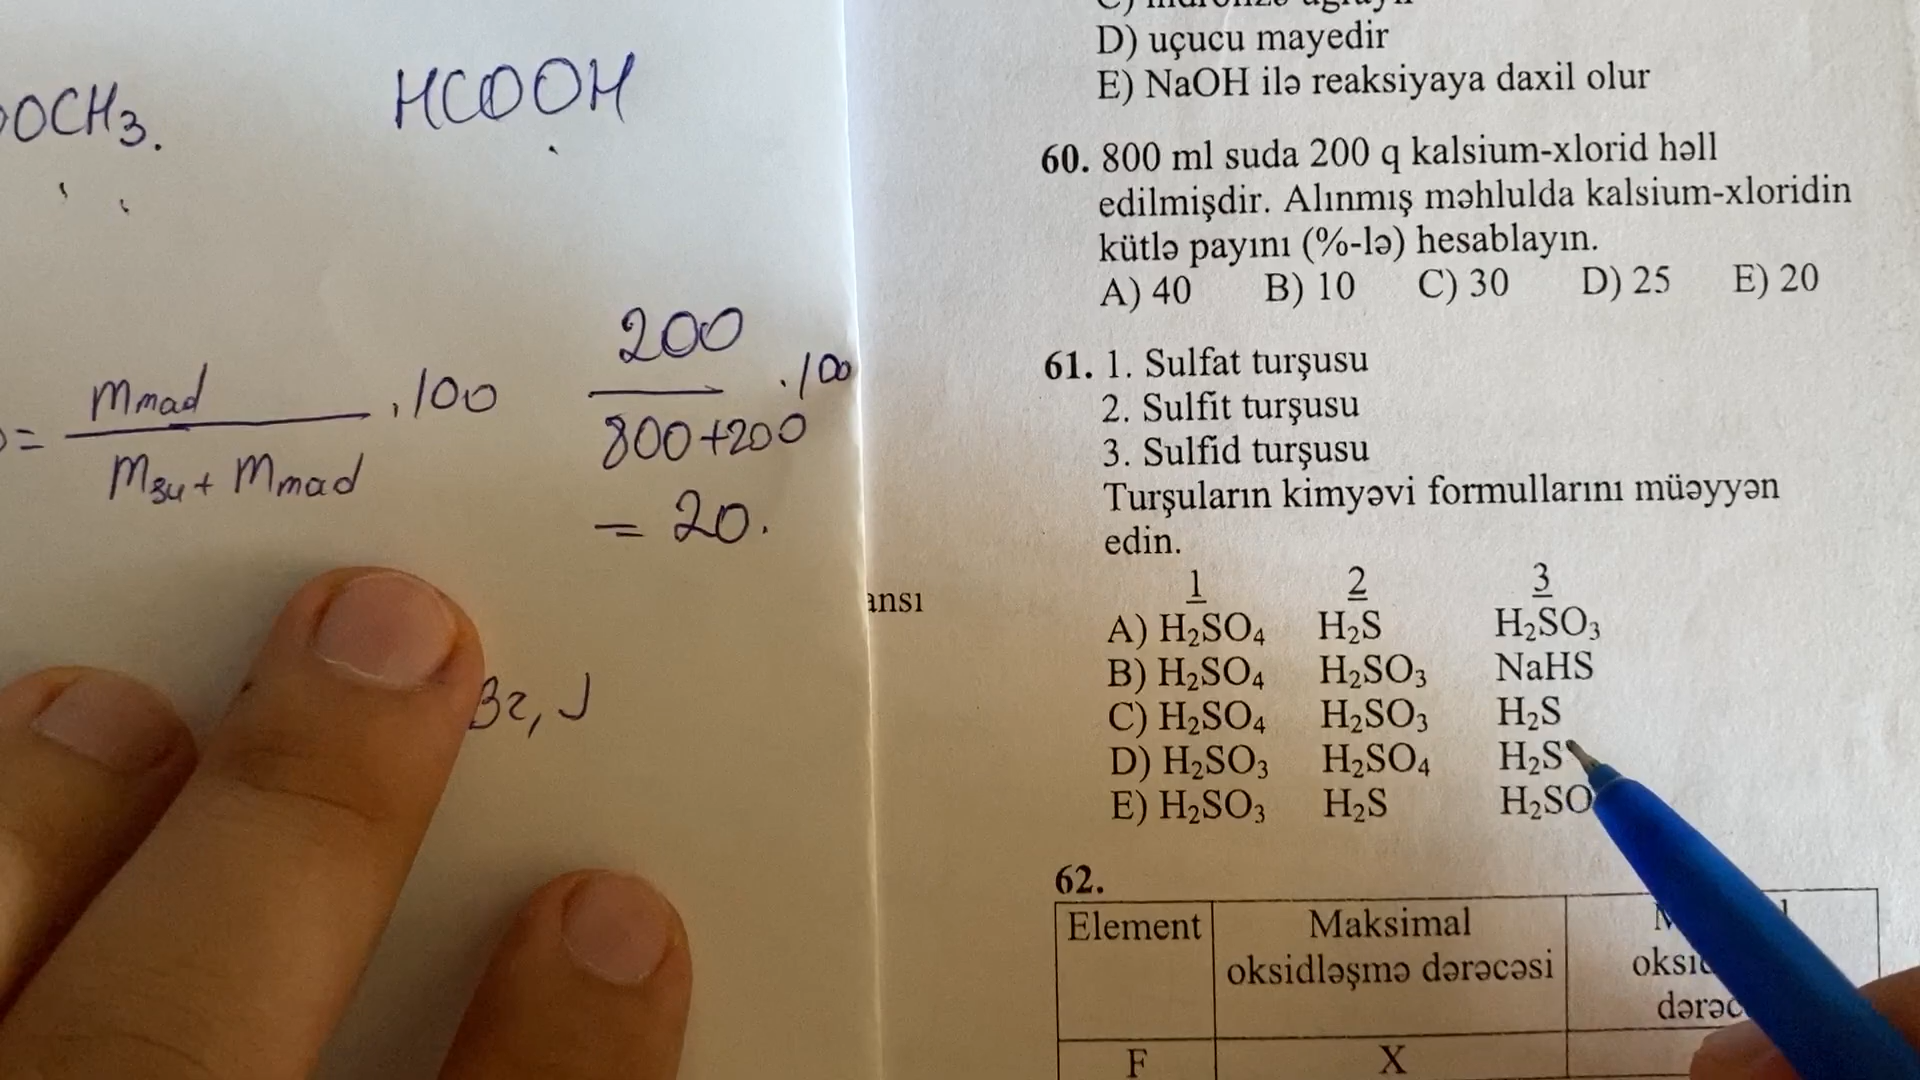 OCH3.
HCOOH
= mmad / msu + mmad . 100
200 / 800+200 . 100
= 20.
Br, J
ansı
D) uçucu mayedir
E) NaOH ilə reaksiyaya daxil olur
60. 800 ml suda 200 q kalsium-xlorid həll
edilmişdir. Alınmış məhlulda kalsium-xloridin
kütlə payını (%-lə) hesablayın.
A) 40 B) 10 C) 30 D) 25 E) 20
61. 1. Sulfat turşusu
2. Sulfit turşusu
3. Sulfid turşusu
Turşuların kimyəvi formullarını müəyyən
edin.
1 2 3
A) H₂SO₄ H₂S H₂SO₃
B) H₂SO₄ H₂SO₃ NaHS
C) H₂SO₄ H₂SO₃ H₂S
D) H₂SO₃ H₂SO₄ H₂S
E) H₂SO₃ H₂S H₂SO
62.
Element Maksimal
oksidləşmə dərəcəsi
F X